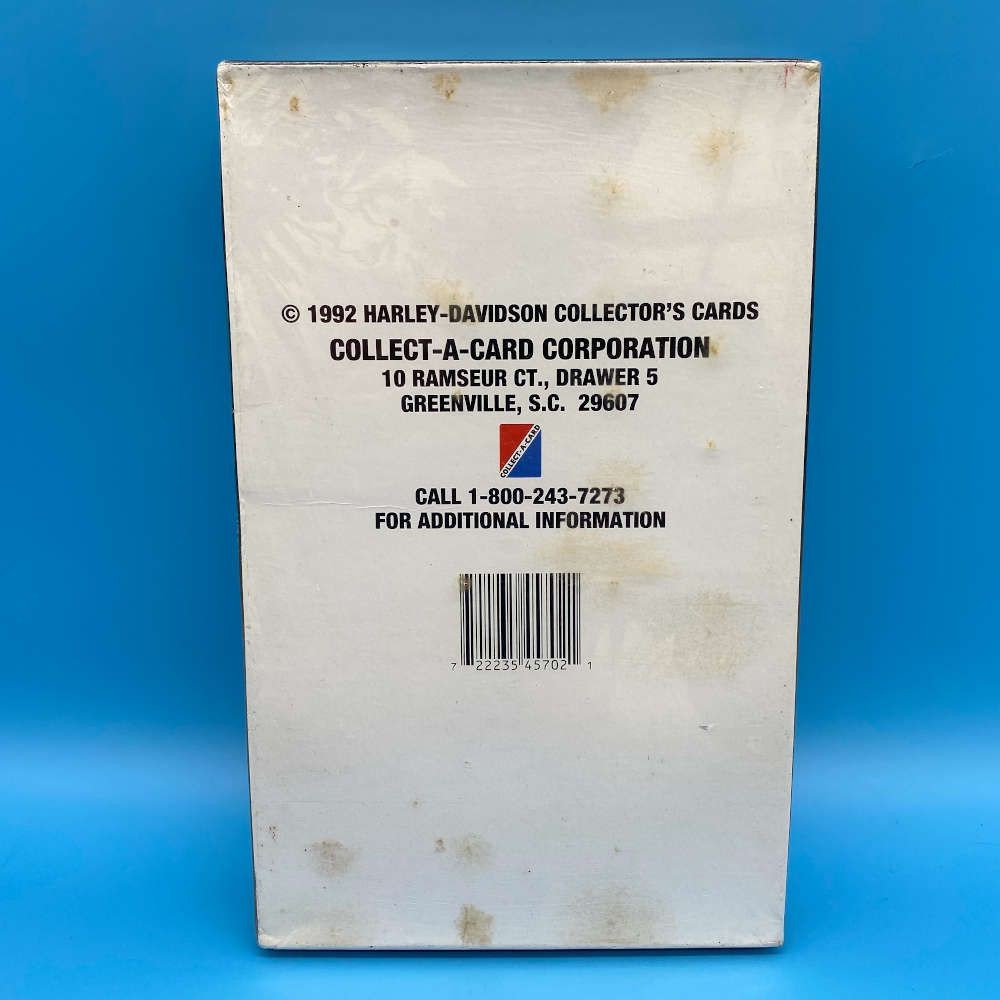 © 1992 HARLEY-DAVIDSON COLLECTOR'S CARDS
COLLECT-A-CARD CORPORATION
10 RAMSEUR CT., DRAWER 5
GREENVILLE, S.C. 29607
COLLECT-A-CARD
CALL 1-800-243-7273
FOR ADDITIONAL INFORMATION
7 22235 45702 1